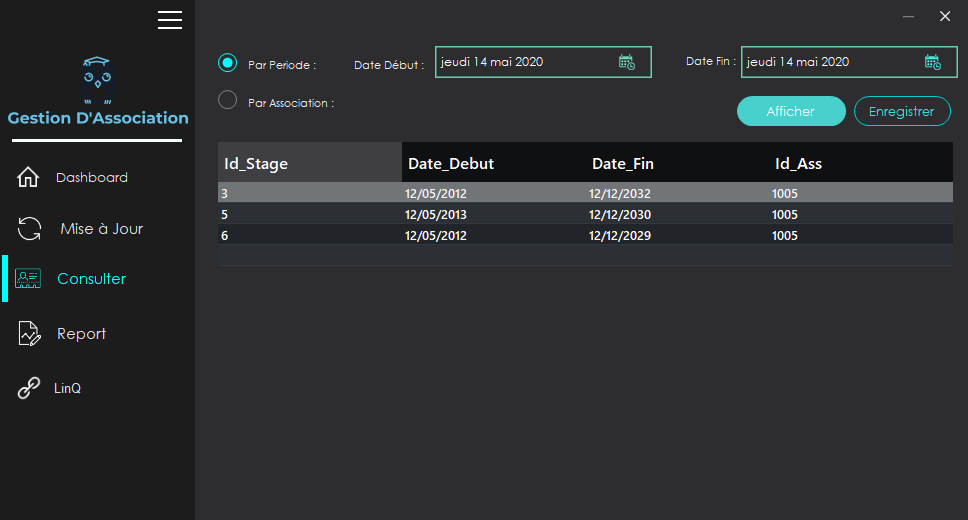 Gestion D'Association
Dashboard
Mise à Jour
Consulter
Report
LinQ
Par Periode : Date Début : jeudi 14 mai 2020 Date Fin : jeudi 14 mai 2020
Par Association :
Afficher Enregistrer
Id_Stage Date_Debut Date_Fin Id_Ass
3 12/05/2012 12/12/2032 1005
5 12/05/2013 12/12/2030 1005
6 12/05/2012 12/12/2029 1005